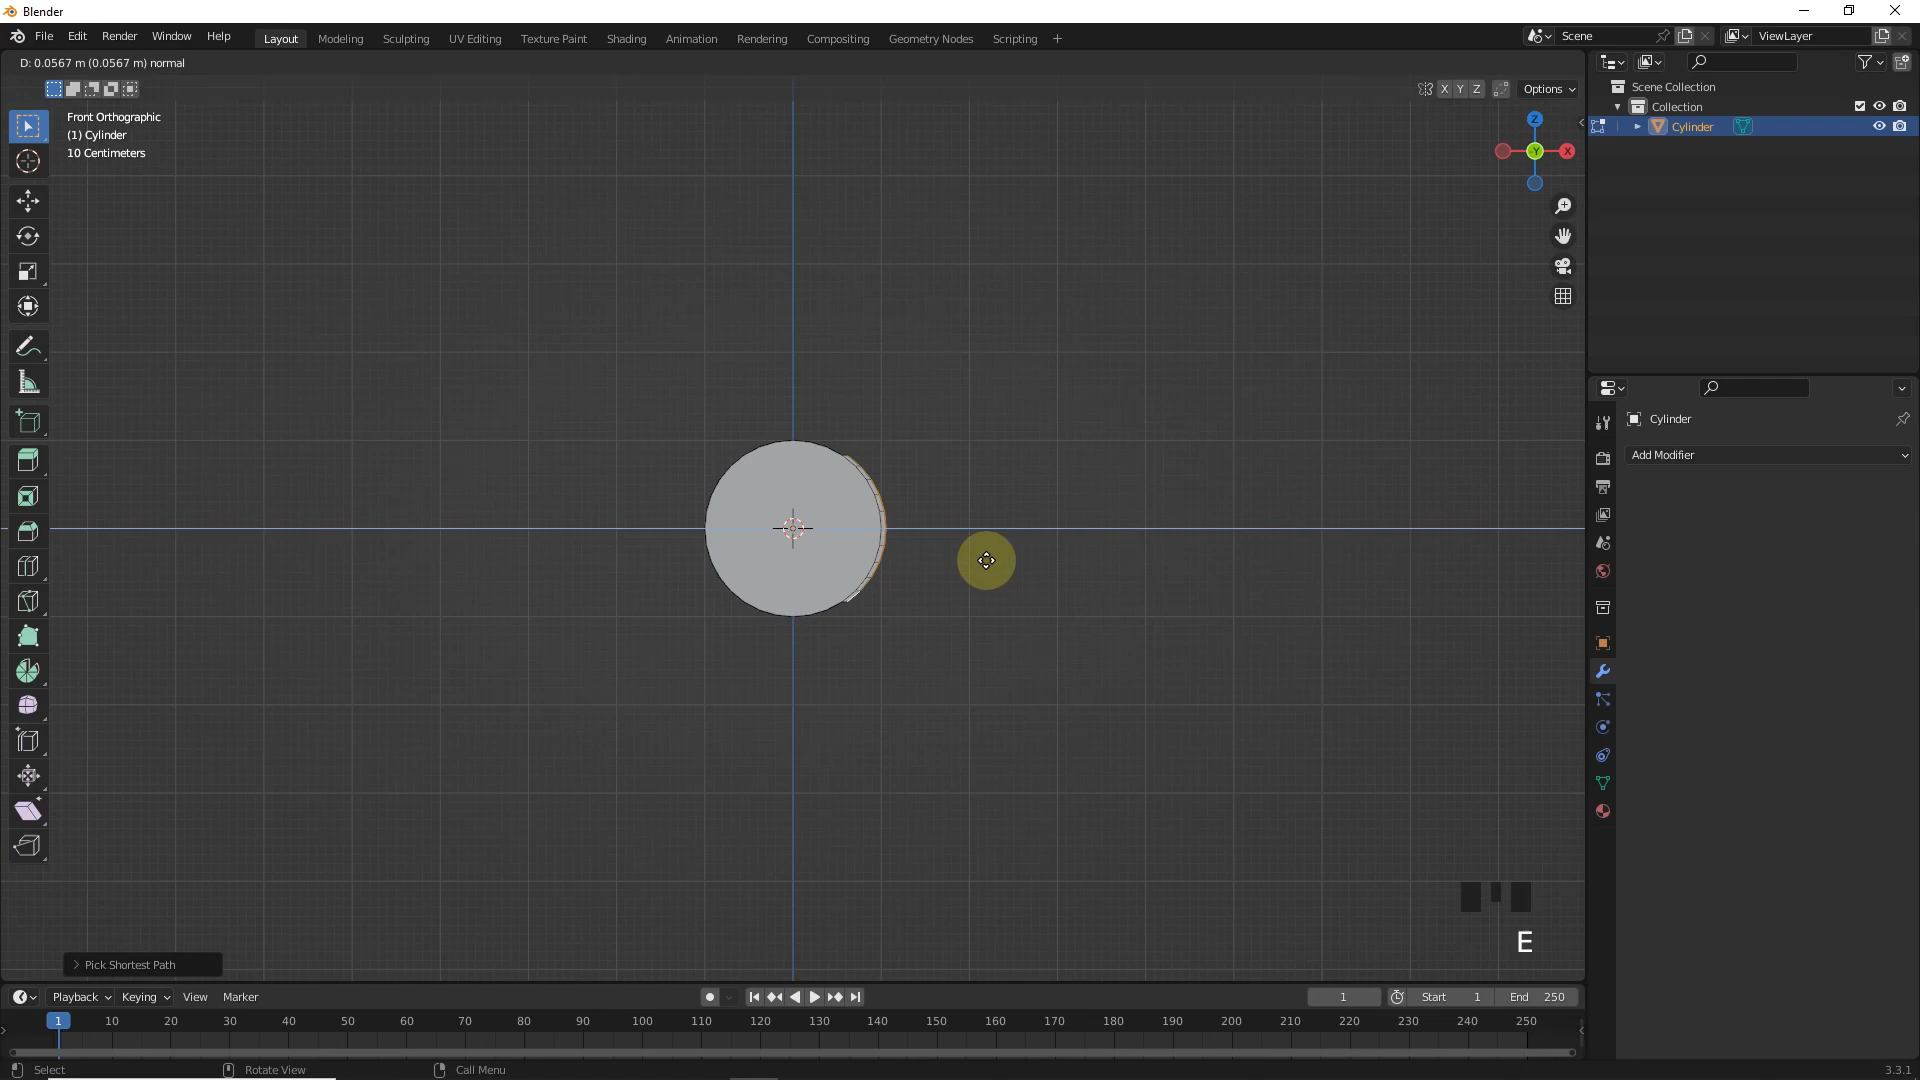 Blender
File Edit Render Window Help
Layout Modeling Sculpting UV Editing Texture Paint Shading Animation Rendering Compositing Geometry Nodes Scripting +
Scene
ViewLayer
D: 0.0567 m (0.0567 m) normal
X Y Z Options
Front Orthographic
(1) Cylinder
10 Centimeters
Z
-Y
X
Scene Collection
Collection
Cylinder
Cylinder
Add Modifier
E
Pick Shortest Path
Playback Keying View Marker
1 Start 1 End 250
1 10 20 30 40 50 60 70 80 90 100 110 120 130 140 150 160 170 180 190 200 210 220 230 240 250
Select Rotate View Call Menu 3.3.1